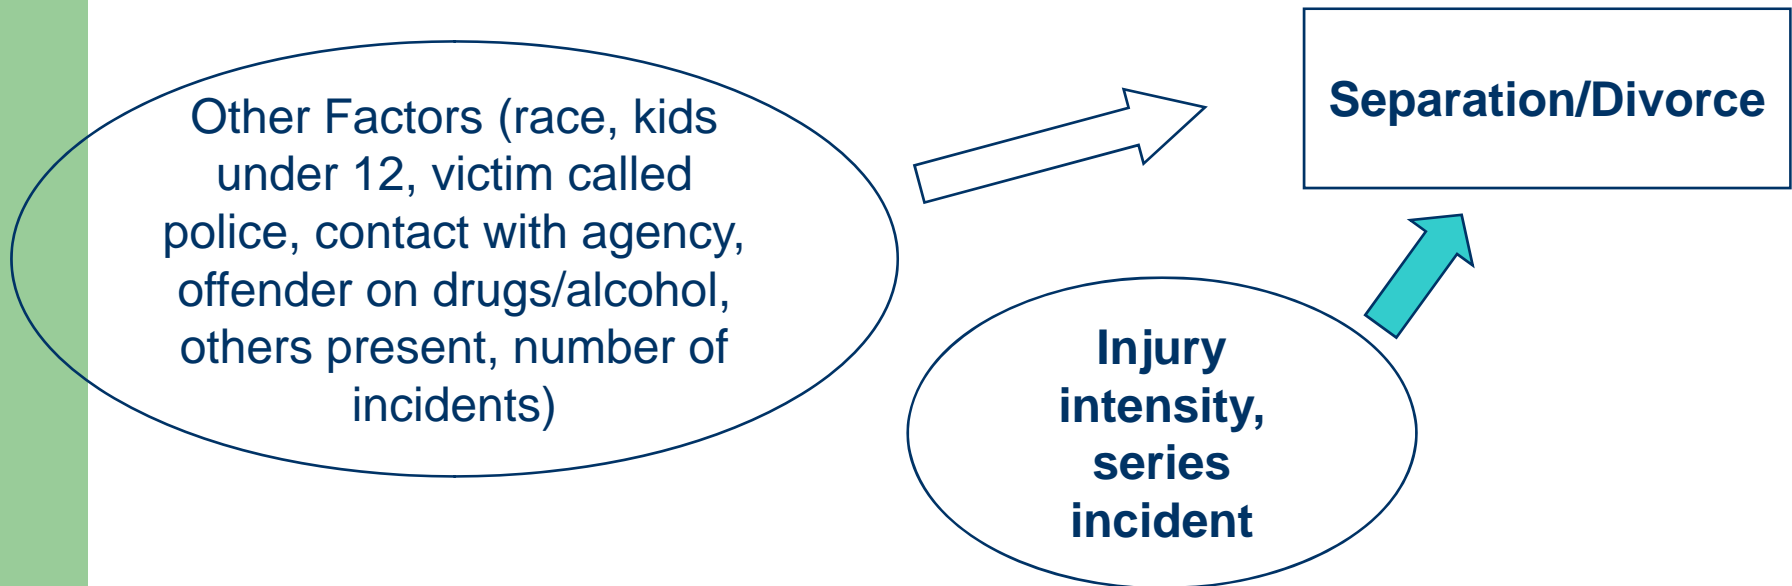 Other Factors (race, kids
under 12, victim called
police, contact with agency,
offender on drugs/alcohol,
others present, number of
incidents)
Separation/Divorce
Injury
intensity,
series
incident